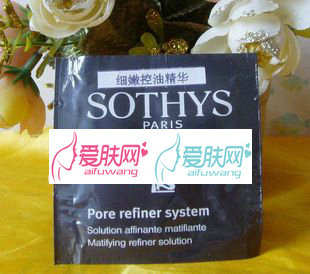 细嫩控油精华
SOTHYS
PARIS
爱肤网 爱肤网
aifuwang aifuwang
Pore refiner system
Solution affinante matifiante
Matifying refiner solution